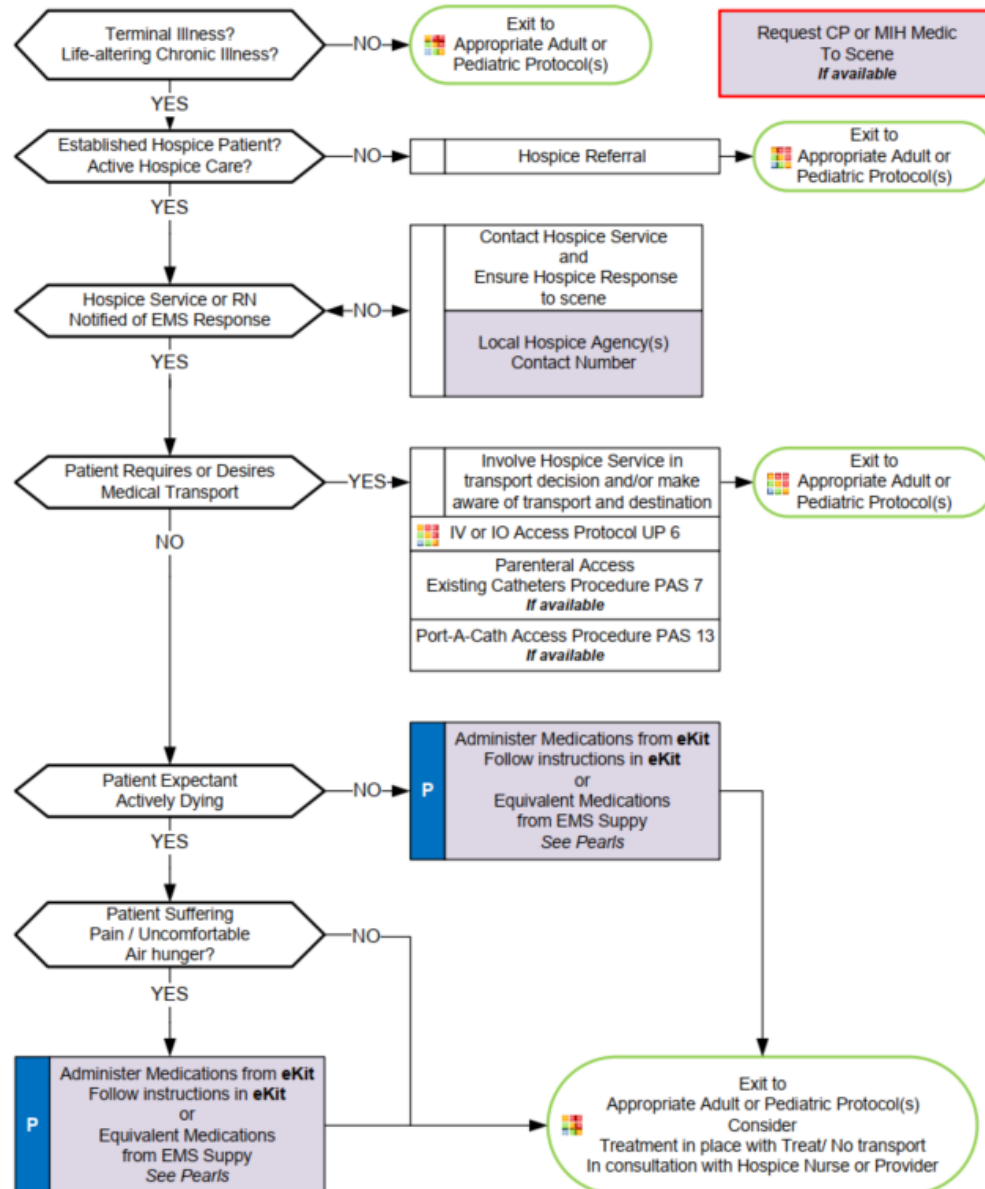 Terminal Illness?
Life-altering Chronic Illness?
NO
Exit to
Appropriate Adult or
Pediatric Protocol(s)
Request CP or MIH Medic
To Scene
If available
YES
Established Hospice Patient?
Active Hospice Care?
NO
Hospice Referral
Exit to
Appropriate Adult or
Pediatric Protocol(s)
YES
Hospice Service or RN
Notified of EMS Response
NO
Contact Hospice Service
and
Ensure Hospice Response
to scene
Local Hospice Agency(s)
Contact Number
YES
Patient Requires or Desires
Medical Transport
YES
Involve Hospice Service in
transport decision and/or make
aware of transport and destination
Exit to
Appropriate Adult or
Pediatric Protocol(s)
IV or IO Access Protocol UP 6
Parenteral Access
Existing Catheters Procedure PAS 7
If available
Port-A-Cath Access Procedure PAS 13
If available
NO
Patient Expectant
Actively Dying
NO
P
Administer Medications from eKit
Follow instructions in eKit
or
Equivalent Medications
from EMS Suppy
See Pearls
YES
Patient Suffering
Pain / Uncomfortable
Air hunger?
NO
YES
P
Administer Medications from eKit
Follow instructions in eKit
or
Equivalent Medications
from EMS Suppy
See Pearls
Exit to
Appropriate Adult or Pediatric Protocol(s)
Consider
Treatment in place with Treat/ No transport
In consultation with Hospice Nurse or Provider